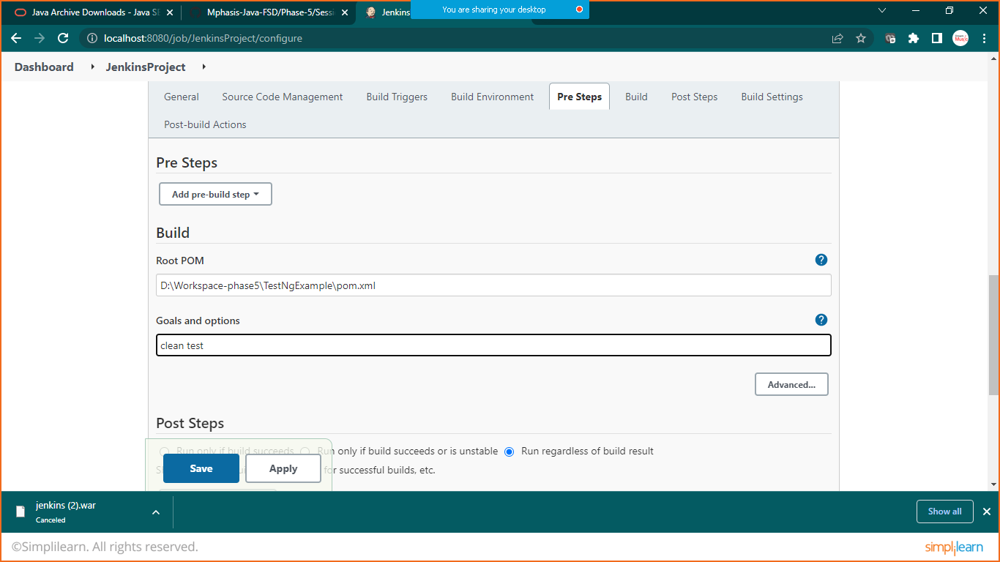 Java Archive Downloads - Java SE
Mphasis-Java-FSD/Phase-5/Sessi
Jenkins
You are sharing your desktop
localhost:8080/job/JenkinsProject/configure
Dashboard
JenkinsProject
General
Source Code Management
Build Triggers
Build Environment
Pre Steps
Build
Post Steps
Build Settings
Post-build Actions
Pre Steps
Add pre-build step
Build
Root POM
D:\Workspace-phase5\TestNgExample\pom.xml
Goals and options
clean test
Advanced...
Post Steps
Run only if build succeeds
Run only if build succeeds or is unstable
Run regardless of build result
for successful builds, etc.
Save
Apply
jenkins (2).war
Canceled
Show all
©Simplilearn. All rights reserved.
simplilearn